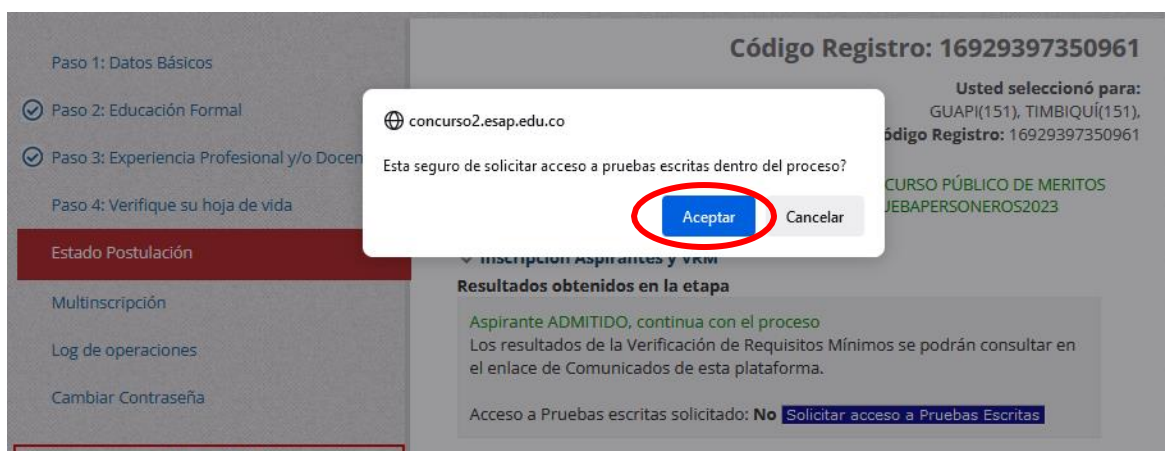 Paso 1: Datos Básicos
Paso 2: Educación Formal
Paso 3: Experiencia Profesional y/o Docen
Paso 4: Verifique su hoja de vida
Estado Postulación
Multinscripción
Log de operaciones
Cambiar Contraseña
Código Registro: 16929397350961
Usted seleccionó para:
GUAPI(151), TIMBIQUÍ(151),
ódigo Registro: 16929397350961
concurso2.esap.edu.co
Esta seguro de solicitar acceso a pruebas escritas dentro del proceso?
Aceptar Cancelar
CURSO PÚBLICO DE MERITOS
EBAPERSONEROS2023
Inscripción Aspirantes y VRM
Resultados obtenidos en la etapa
Aspirante ADMITIDO, continua con el proceso
Los resultados de la Verificación de Requisitos Mínimos se podrán consultar en
el enlace de Comunicados de esta plataforma.
Acceso a Pruebas escritas solicitado: No Solicitar acceso a Pruebas Escritas